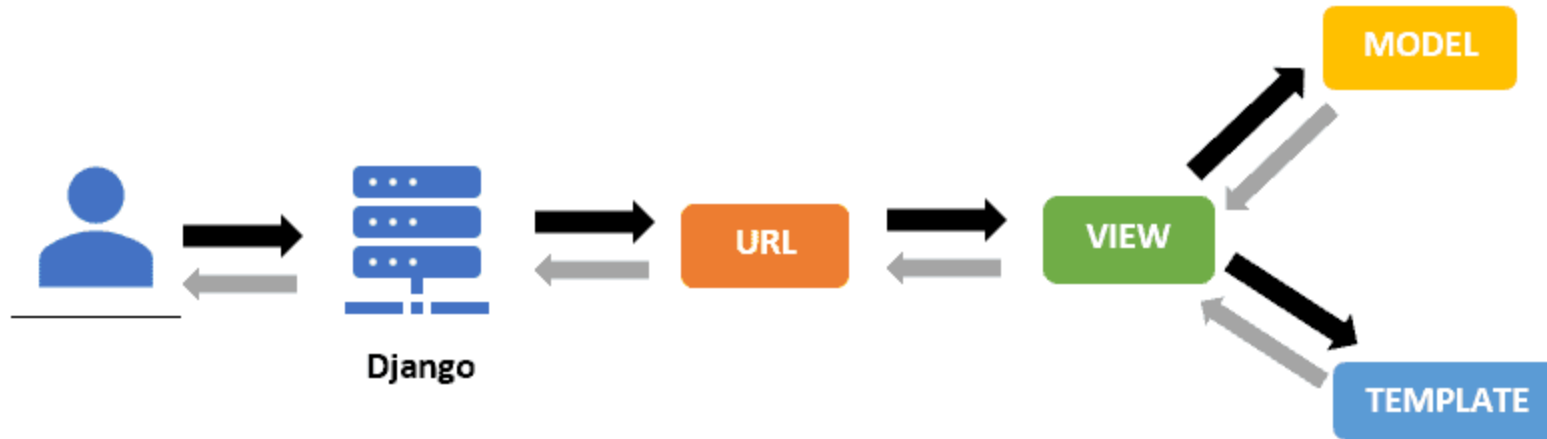 MODEL
URL
VIEW
Django
TEMPLATE